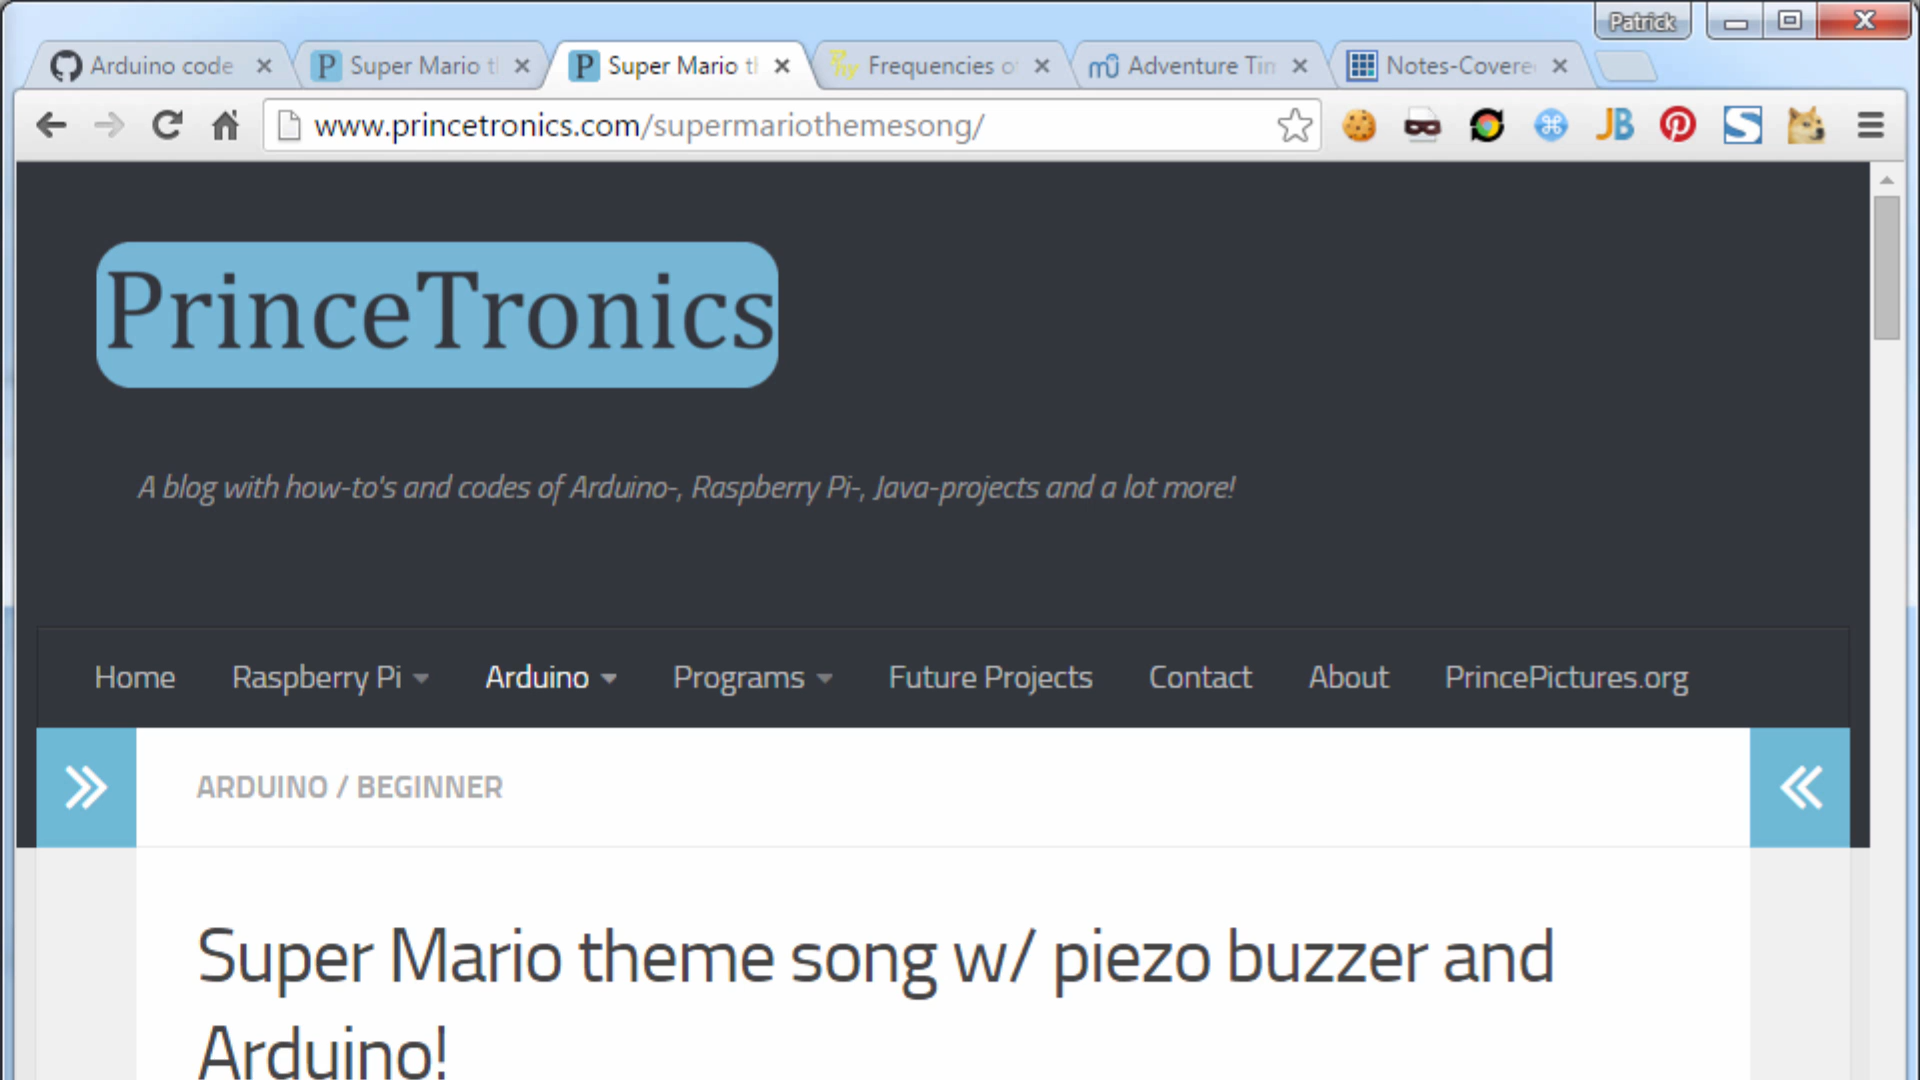 Patrick
Arduino code
Super Mario t
Super Mario t
Frequencies o
Adventure Tin
Notes-Covere
www.princetronics.com/supermariothemesong/
JB
PrinceTronics
A blog with how-to's and codes of Arduino-, Raspberry Pi-, Java-projects and a lot more!
Home Raspberry Pi Arduino Programs Future Projects Contact About PrincePictures.org
ARDUINO / BEGINNER
Super Mario theme song w/ piezo buzzer and
Arduino!